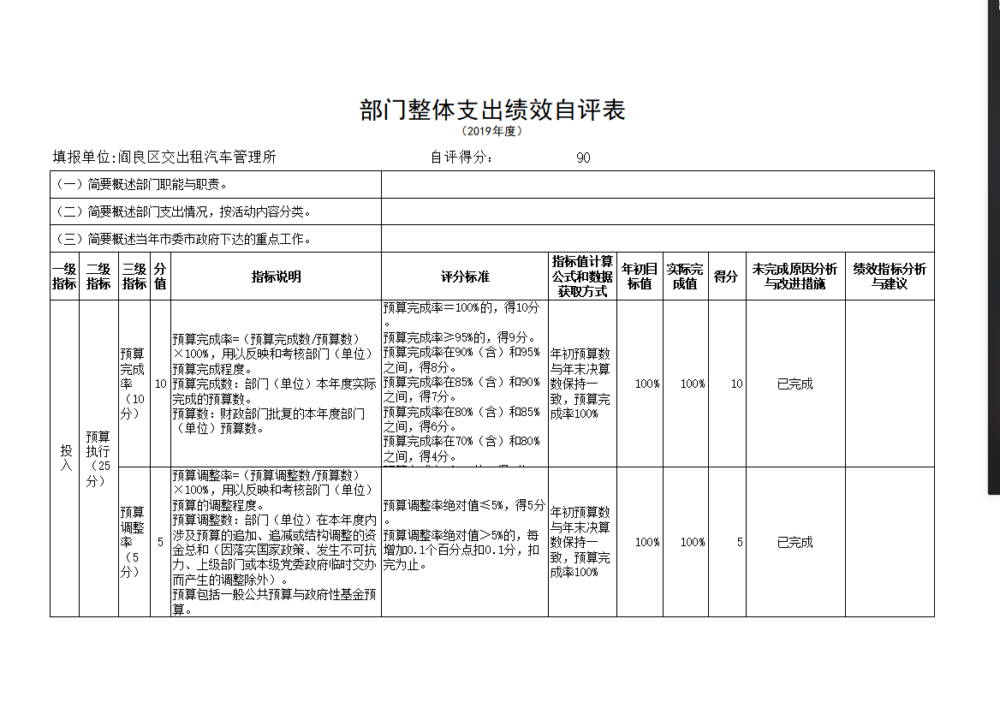 部门整体支出绩效自评表
（2019年度）
填报单位:阎良区交出租汽车管理所
自评得分:
90
（一）简要概述部门职能与职责。
（二）简要概述部门支出情况，按活动内容分类。
（三）简要概述当年市委市政府下达的重点工作。
一级
指标
二级
指标
三级
指标
分
值
指标说明
评分标准
指标值计算
公式和数据
获取方式
年初目
标值
实际完
成值
得分
未完成原因分析
与改进措施
绩效指标分析
与建议
投
入
预算
执行
（25
分）
预算
完成
率
（10
分）
10
预算完成率=（预算完成数/预算数）
×100%，用以反映和考核部门（单位）
预算完成程度。
预算完成数：部门（单位）本年度实际
完成的预算数。
预算数：财政部门批复的本年度部门
（单位）预算数。
预算完成率＝100%的，得10分
。
预算完成率≥95%的，得9分。
预算完成率在90%（含）和95%
之间，得8分。
预算完成率在85%（含）和90%
之间，得7分。
预算完成率在80%（含）和85%
之间，得6分。
预算完成率在70%（含）和80%
之间，得4分。
年初预算数
与年末决算
数保持一
致，预算完
成率100%
100%
100%
10
已完成
预算
调整
率
（5
分）
5
预算调整率=（预算调整数/预算数）
×100%，用以反映和考核部门（单位）
预算的调整程度。
预算调整数：部门（单位）在本年度内
涉及预算的追加、追减或结构调整的资
金总和（因落实国家政策、发生不可抗
力、上级部门或本级党委政府临时交办
而产生的调整除外）。
预算包括一般公共预算与政府性基金预
算。
预算调整率绝对值≤5%，得5分
。
预算调整率绝对值＞5%的，每
增加0.1个百分点扣0.1分，扣
完为止。
年初预算数
与年末决算
数保持一
致，预算完
成率100%
100%
100%
5
已完成